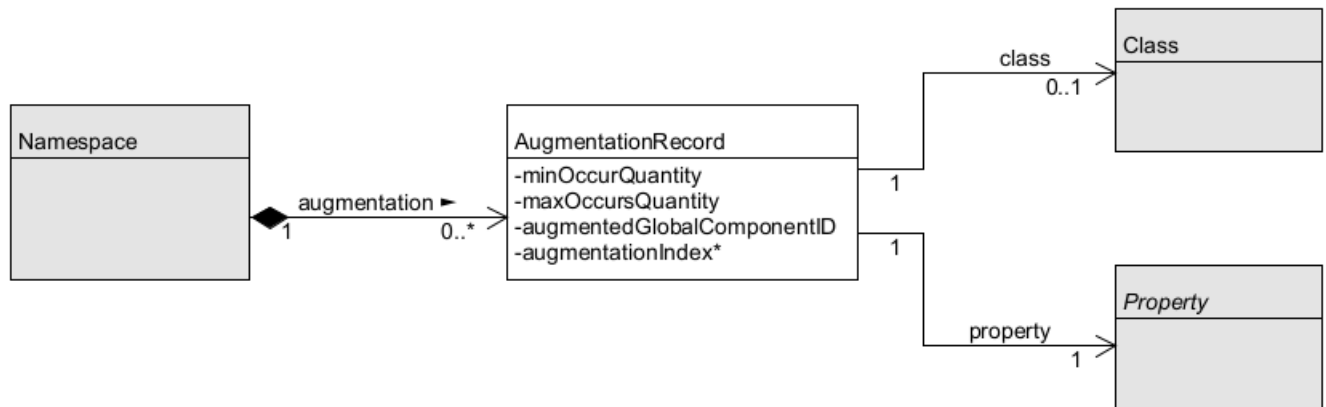 Namespace
augmentation ►
1
0..*
AugmentationRecord
-minOccurQuantity
-maxOccursQuantity
-augmentedGlobalComponentID
-augmentationIndex*
1
class
0..1
Class
1
property
1
Property